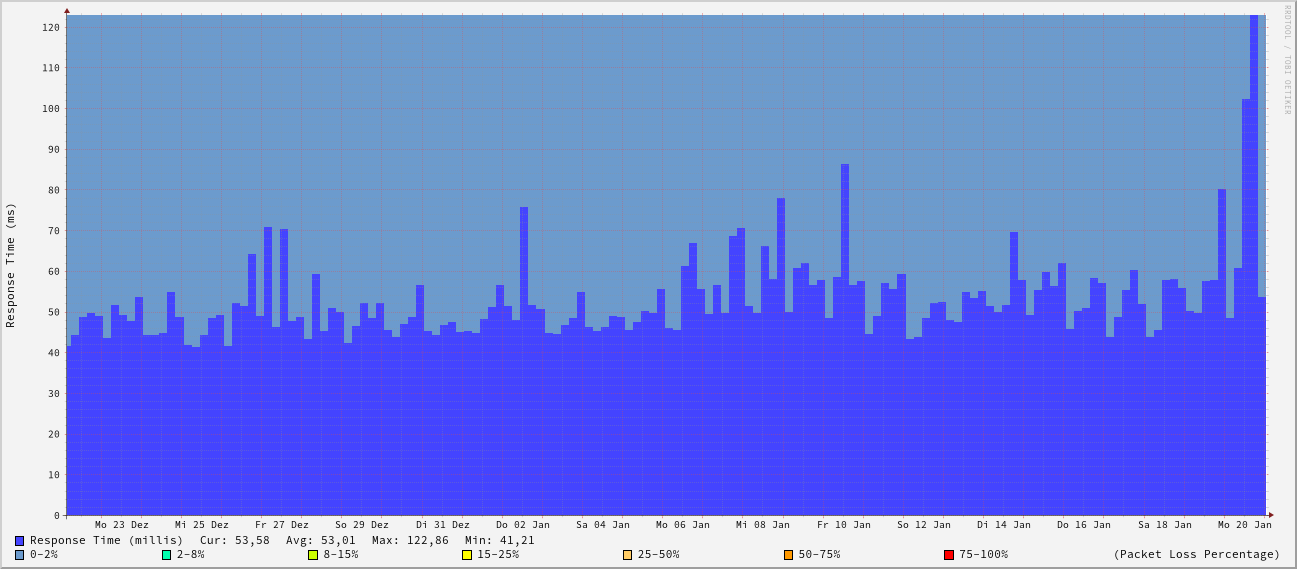 RRDTOOL / TOBI OETIKER
Response Time (ms)
120
110
100
90
80
70
60
50
40
30
20
10
0
Mo 23 Dez Mi 25 Dez Fr 27 Dez So 29 Dez Di 31 Dez Do 02 Jan Sa 04 Jan Mo 06 Jan Mi 08 Jan Fr 10 Jan So 12 Jan Di 14 Jan Do 16 Jan Sa 18 Jan Mo 20 Jan
Response Time (millis) Cur: 53,58 Avg: 53,01 Max: 122,86 Min: 41,21
0-2% 2-8% 8-15% 15-25% 25-50% 50-75% 75-100% (Packet Loss Percentage)